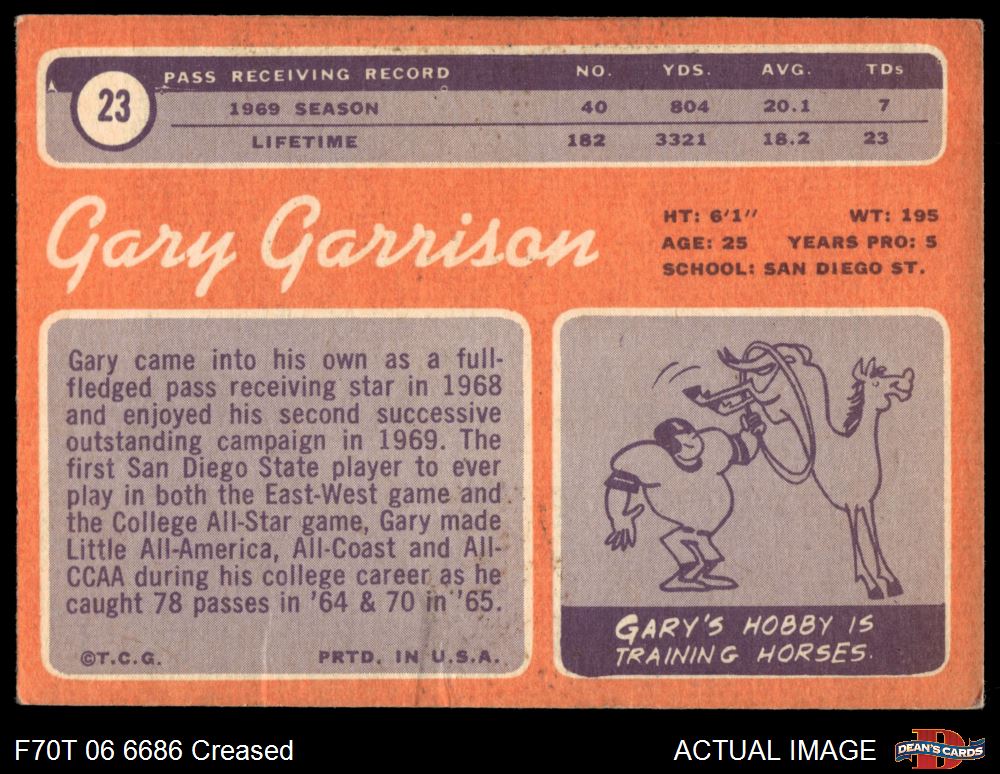 23
PASS RECEIVING RECORD NO. YDS. AVG. TDs
1969 SEASON 40 804 20.1 7
LIFETIME 182 3321 18.2 23
Gary Garrison
HT: 6'1" WT: 195
AGE: 25 YEARS PRO: 5
SCHOOL: SAN DIEGO ST.
Gary came into his own as a full-
fledged pass receiving star in 1968
and enjoyed his second successive
outstanding campaign in 1969. The
first San Diego State player to ever
play in both the East-West game and
the College All-Star game, Gary made
Little All-America, All-Coast and All-
CCAA during his college career as he
caught 78 passes in '64 & 70 in '65.
©T.C.G. PRTD. IN U.S.A.
GARY'S HOBBY IS
TRAINING HORSES.
F70T 06 6686 Creased
ACTUAL IMAGE
D
DEAN'S CARDS